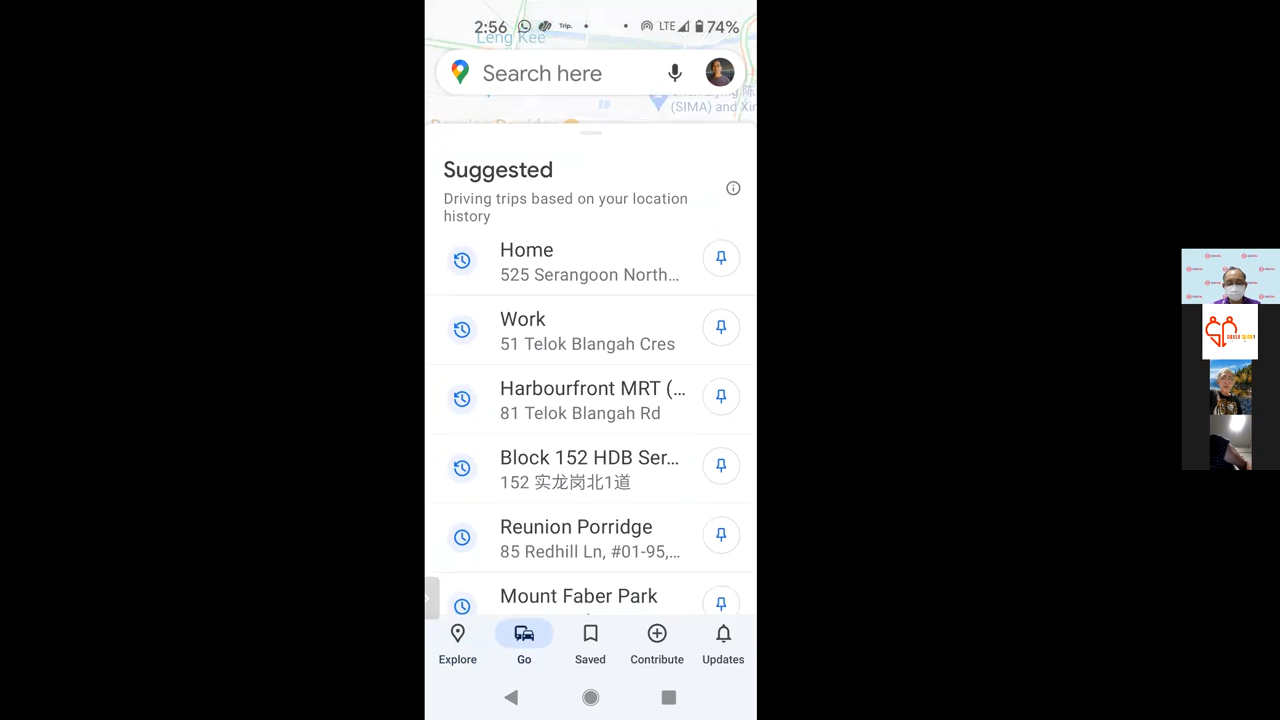 2:56 Trip. LTE 74%
Leng Kee
Search here
(SIMA) and Xin
Suggested
Driving trips based on your location
history
Home
525 Serangoon North…
Work
51 Telok Blangah Cres
Harbourfront MRT (…
81 Telok Blangah Rd
Block 152 HDB Ser…
152 实龙岗北1道
Reunion Porridge
85 Redhill Ln, #01-95,…
Mount Faber Park
Explore
Go
Saved
Contribute
Updates